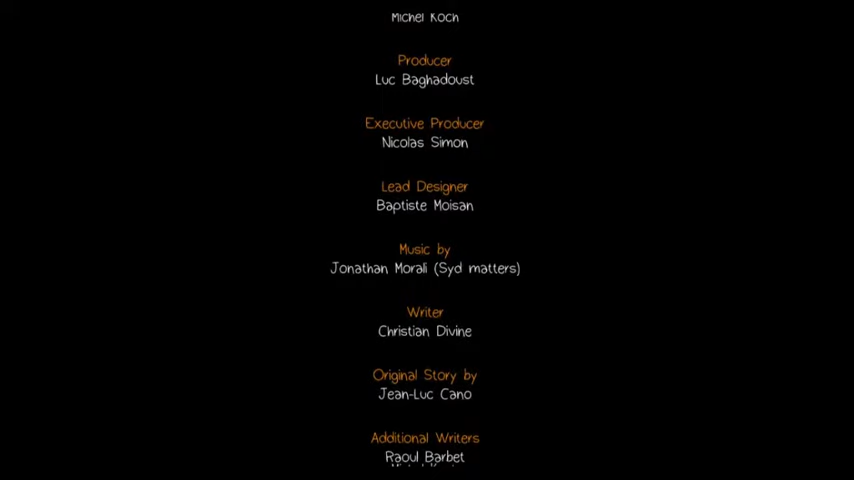 Michel Koch
Producer
Luc Baghadoust
Executive Producer
Nicolas Simon
Lead Designer
Baptiste Moisan
Music by
Jonathan Morali (Syd matters)
Writer
Christian Divine
Original Story by
Jean-Luc Cano
Additional Writers
Raoul Barbet